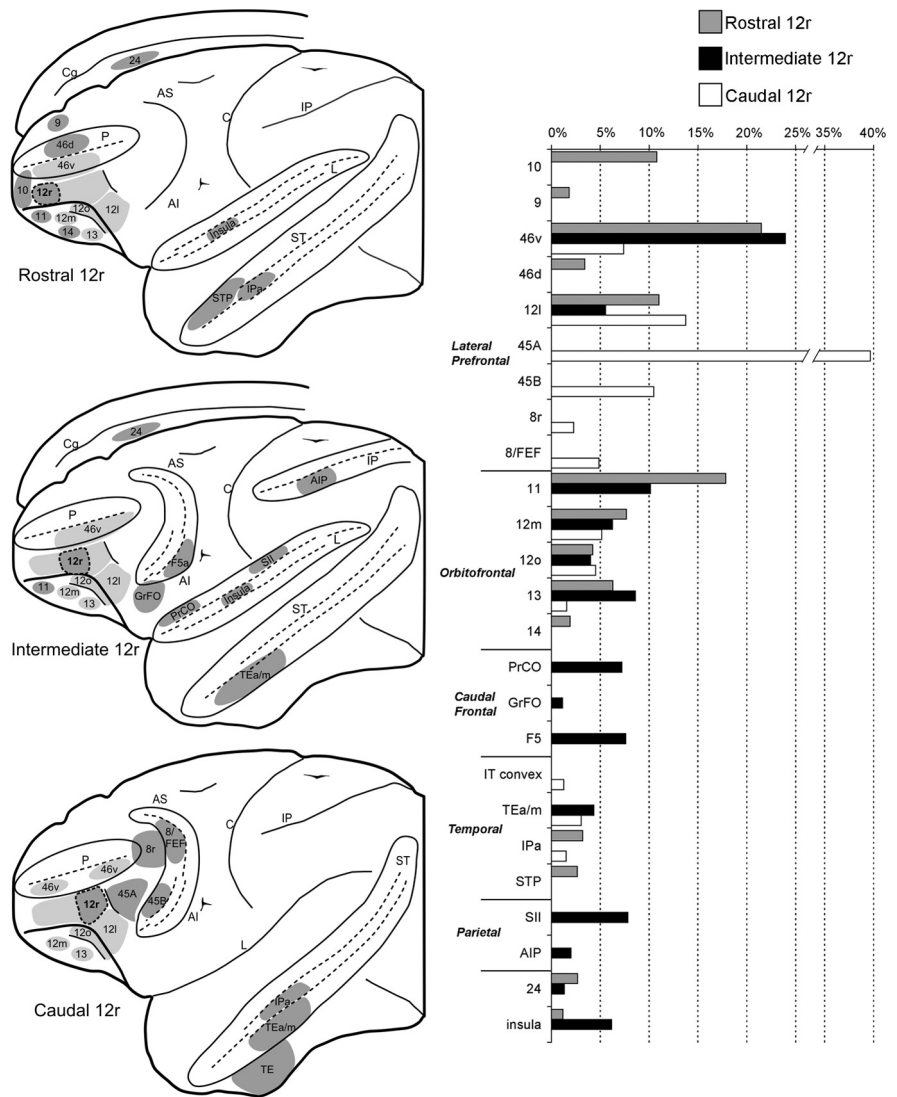 24
Cg
AS
IP
C
9
P
46d
46v
L
10
12r
AI
12o
12l
11
12m
14
13
Insula
ST
STP
IPa
Rostral 12r
24
Cg
AS
IP
C
AIP
P
46v
L
12r
F5a
SII
AI
12o
12l
11
12m
13
GrFO
Insula
PrCO
ST
Intermediate 12r
TEa/m
AS
8/
FEF
C
IP
P
8r
ST
46v
46v
45A
45B
12r
AI
12o
12l
12m
13
L
Caudal 12r
IPa
TEa/m
TE
Rostral 12r
Intermediate 12r
Caudal 12r
0% 5% 10% 15% 20% 25% 35% 40%
10
9
46v
46d
12l
Lateral
Prefrontal
45A
45B
8r
8/FEF
11
12m
12o
Orbitofrontal
13
14
PrCO
Caudal
Frontal
GrFO
F5
IT convex
TEa/m
Temporal
IPa
STP
SII
Parietal
AIP
24
insula